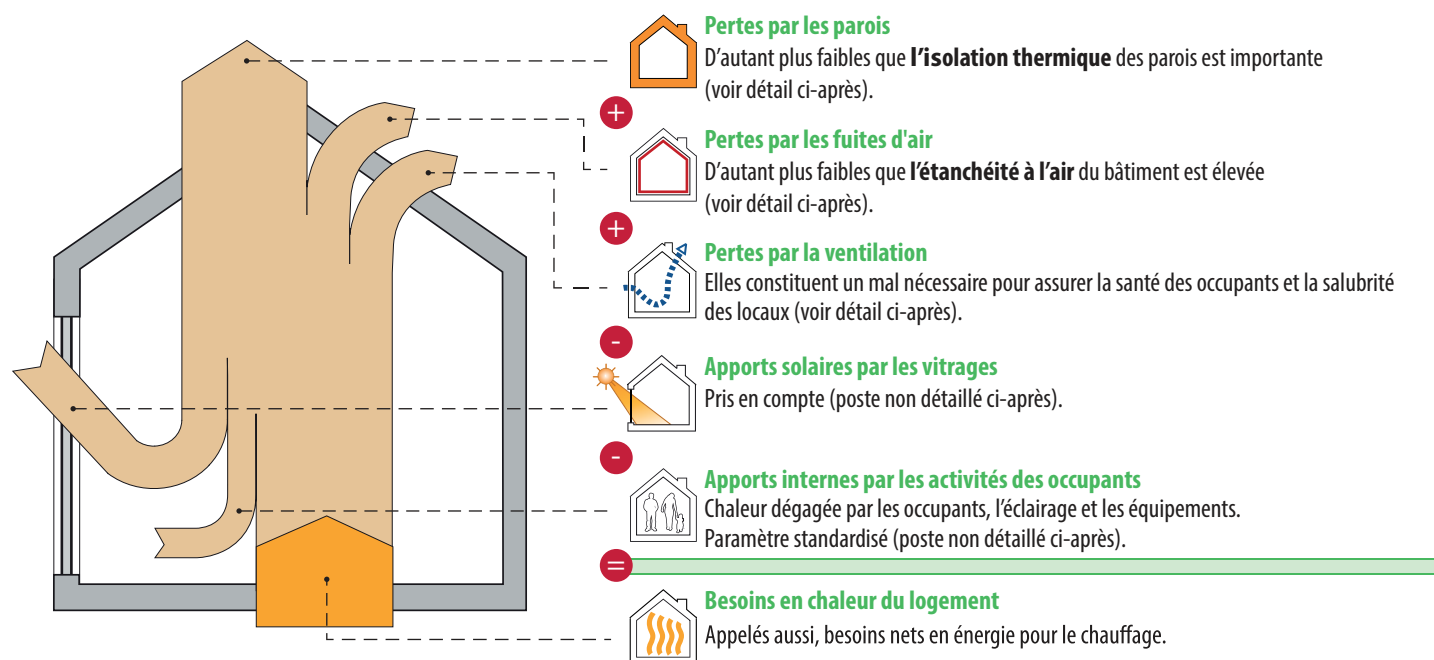 Pertes par les parois
D'autant plus faibles que l'isolation thermique des parois est importante
(voir détail ci-après).
+
Pertes par les fuites d'air
D'autant plus faibles que l'étanchéité à l'air du bâtiment est élevée
(voir détail ci-après).
+
Pertes par la ventilation
Elles constituent un mal nécessaire pour assurer la santé des occupants et la salubrité
des locaux (voir détail ci-après).
-
Apports solaires par les vitrages
Pris en compte (poste non détaillé ci-après).
-
Apports internes par les activités des occupants
Chaleur dégagée par les occupants, l'éclairage et les équipements.
Paramètre standardisé (poste non détaillé ci-après).
=
Besoins en chaleur du logement
Appelés aussi, besoins nets en énergie pour le chauffage.